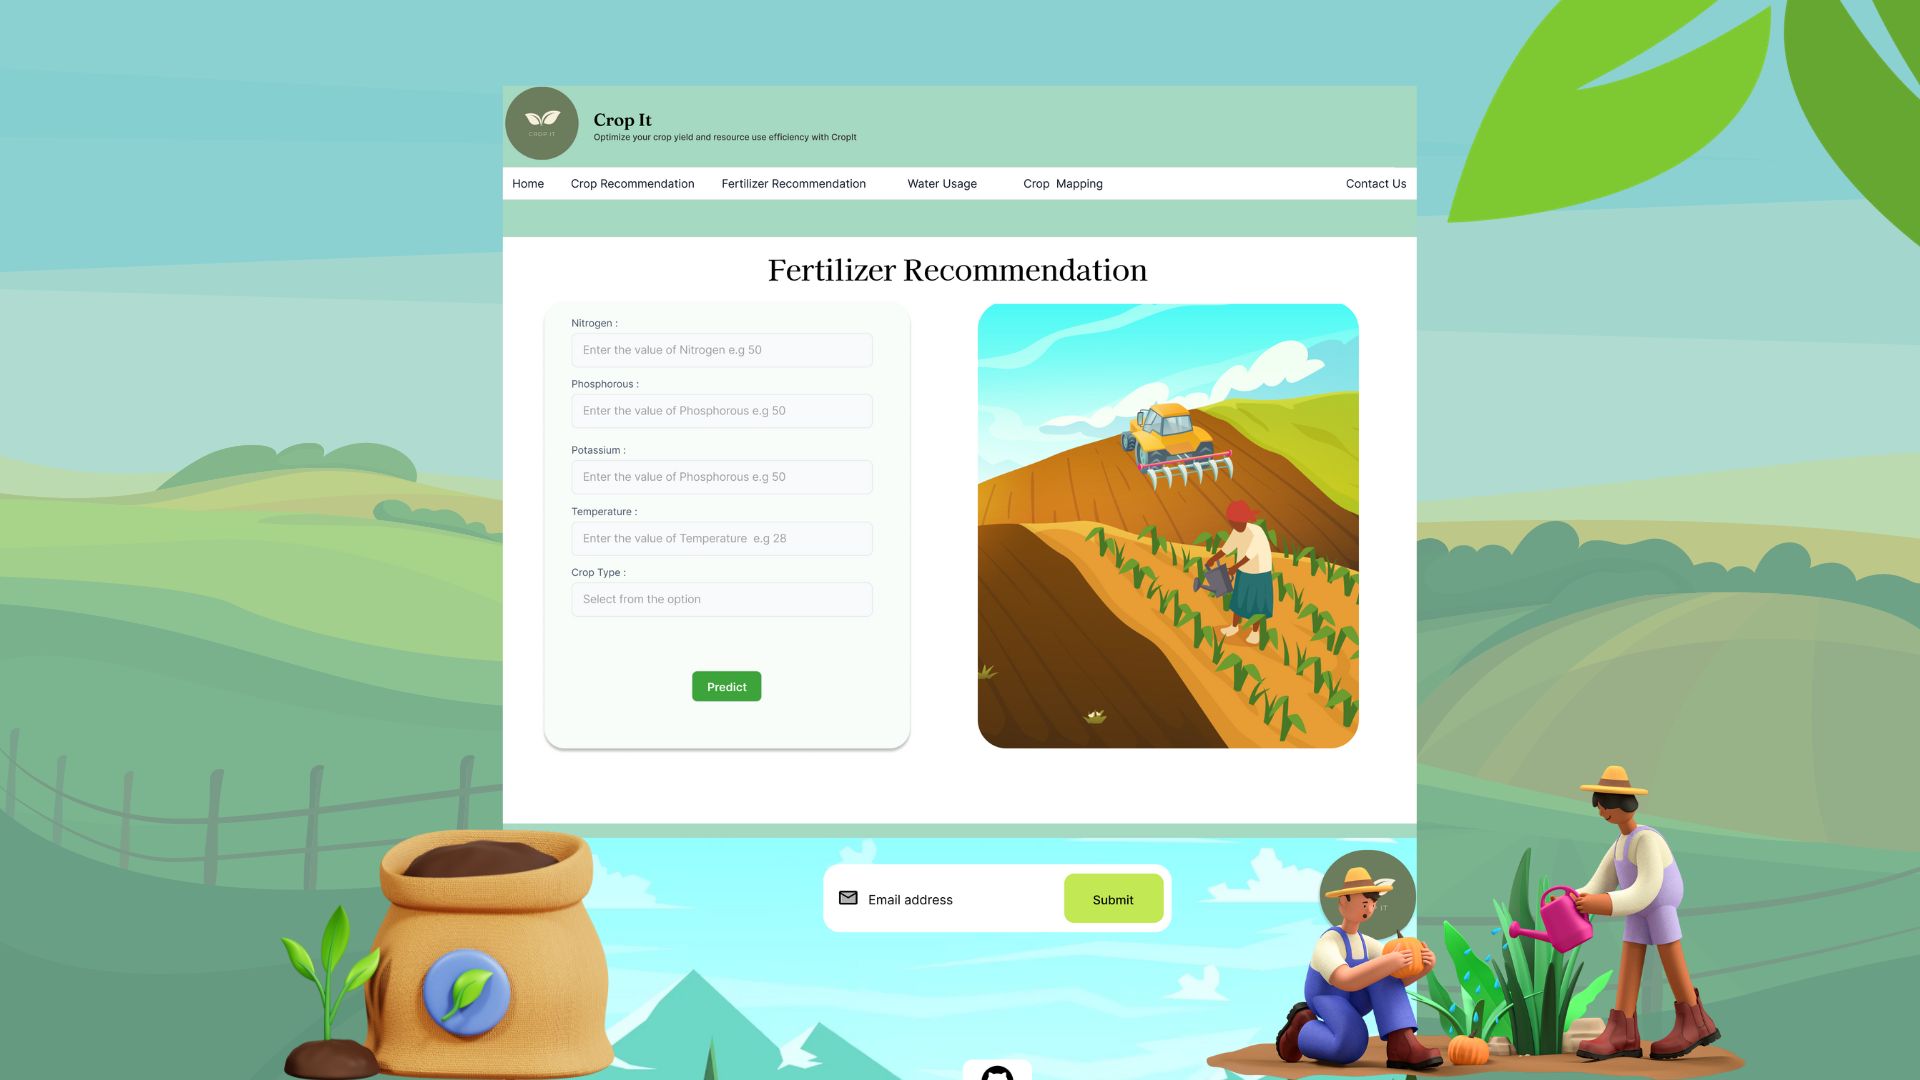 CROP IT
Crop It
Optimize your crop yield and resource use efficiency with CropIt
Home Crop Recommendation Fertilizer Recommendation Water Usage Crop Mapping Contact Us
Fertilizer Recommendation
Nitrogen :
Enter the value of Nitrogen e.g 50
Phosphorous :
Enter the value of Phosphorous e.g 50
Potassium :
Enter the value of Phosphorous e.g 50
Temperature :
Enter the value of Temperature e.g 28
Crop Type :
Select from the option
Predict
Email address
Submit
IT